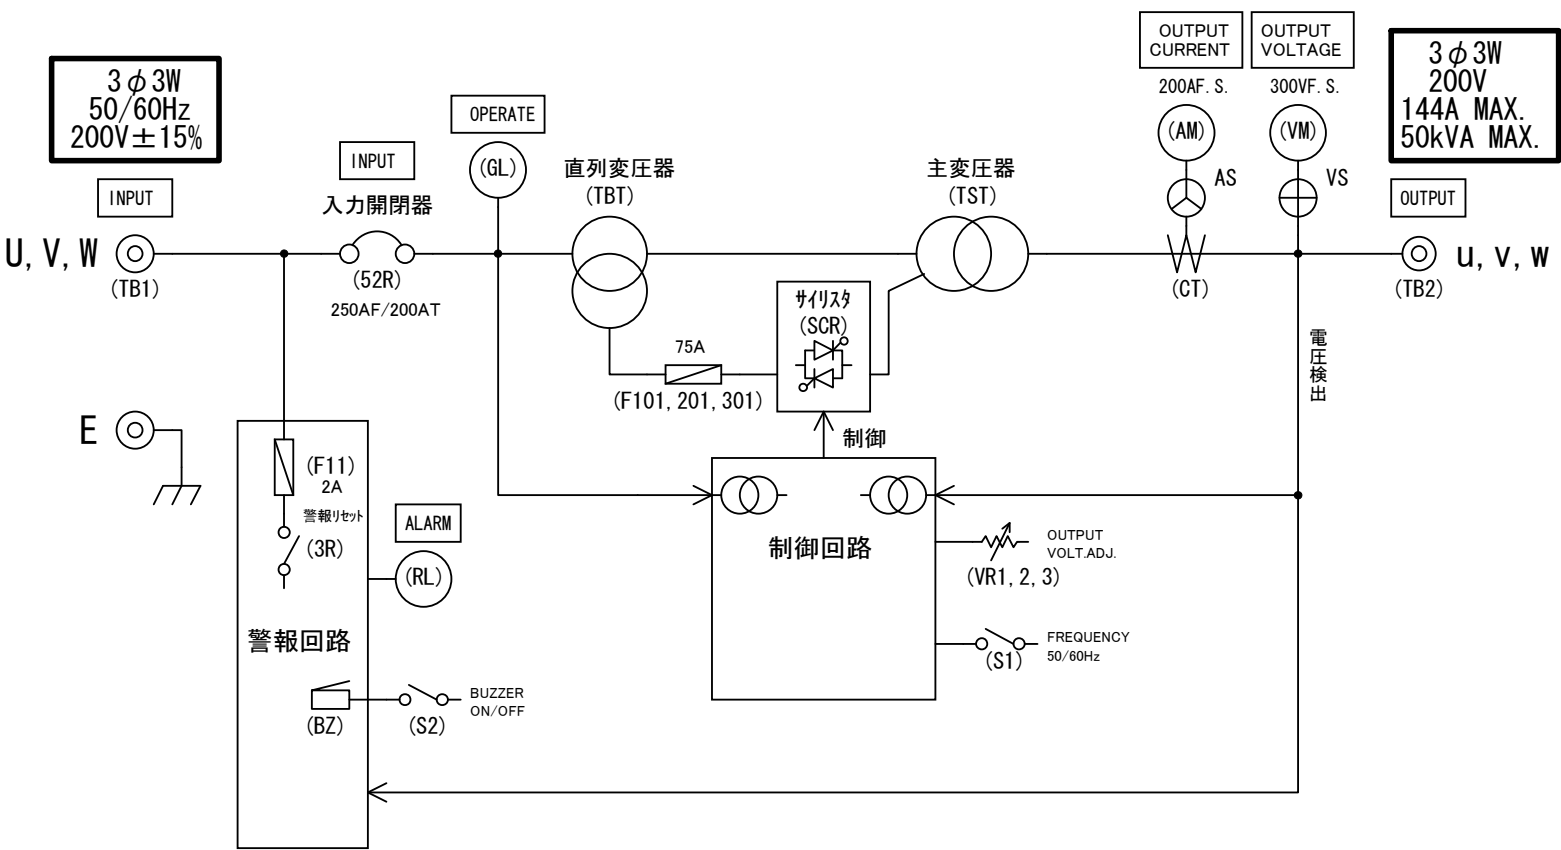 3φ3W
50/60Hz
200V±15%
INPUT
U, V, W
(TB1)
E
INPUT
入力開閉器
(52R)
250AF/200AT
OPERATE
(GL)
直列変圧器
(TBT)
主変圧器
(TST)
75A
(F101, 201, 301)
サイリスタ
(SCR)
制御
OUTPUT
CURRENT
200AF. S.
(AM)
AS
(CT)
OUTPUT
VOLTAGE
300VF. S.
(VM)
VS
3φ3W
200V
144A MAX.
50kVA MAX.
OUTPUT
u, v, w
(TB2)
電圧検出
(F11)
2A
警報リセット
(3R)
ALARM
(RL)
警報回路
(BZ)
(S2)
BUZZER
ON/OFF
制御回路
OUTPUT
VOLT.ADJ.
(VR1, 2, 3)
FREQUENCY
50/60Hz
(S1)